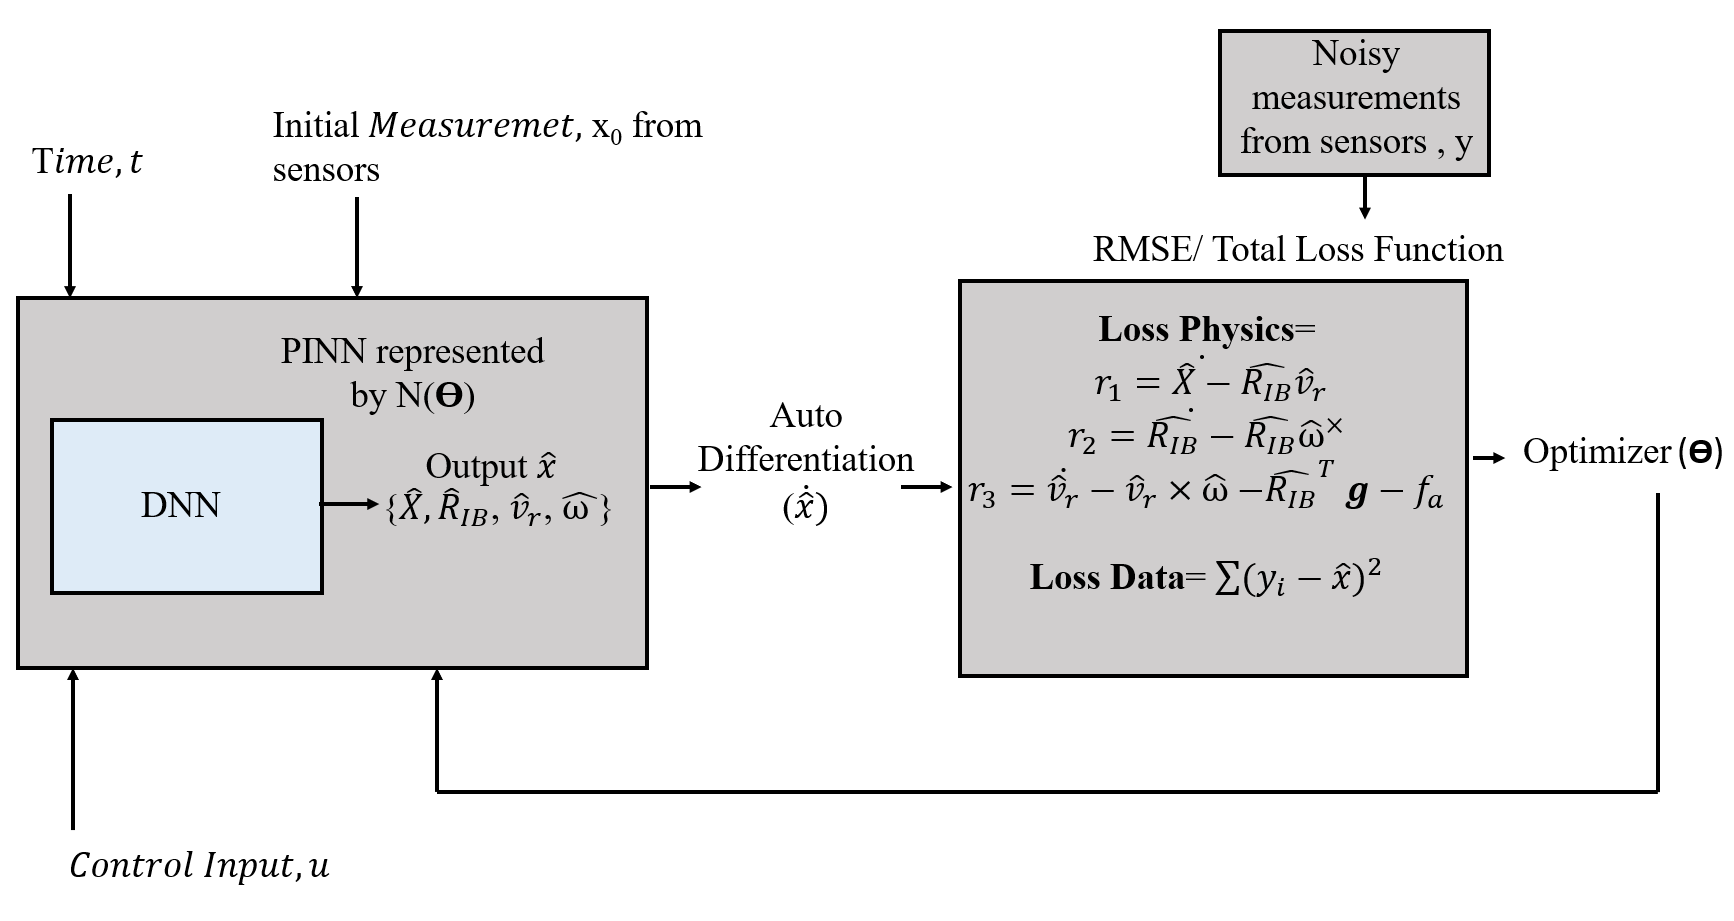 Time, t
Initial Measuremet, x₀ from
sensors
PINN represented
by N(ϴ)
DNN
Output x̂
{X̂, R̂_IB, v̂_r, ω̂}
Control Input, u
Auto
Differentiation
(x̂̇)
Noisy
measurements
from sensors , y
RMSE/ Total Loss Function
Loss Physics=
r₁ = X̂̇ − R̂_IB v̂_r
r₂ = R̂̇_IB − R̂_IB ω̂^×
r₃ = v̂̇_r − v̂_r × ω̂ − R̂_IB^T g − f_a
Loss Data= ∑(y_i − x̂)²
Optimizer (ϴ)